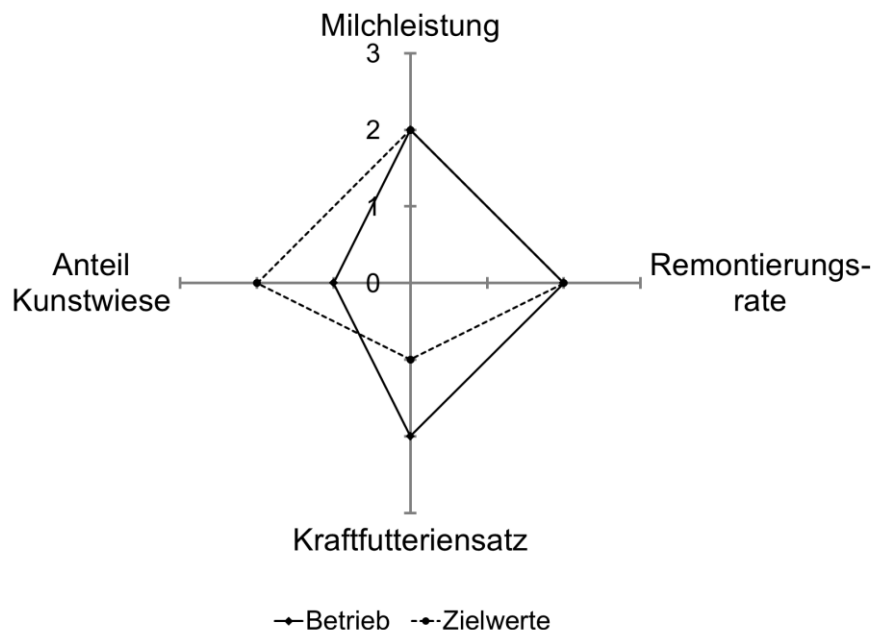 Milchleistung
3
2
1
0
Anteil
Kunstwiese
Remontierungs-
rate
Kraftfutteriensatz
Betrieb Zielwerte